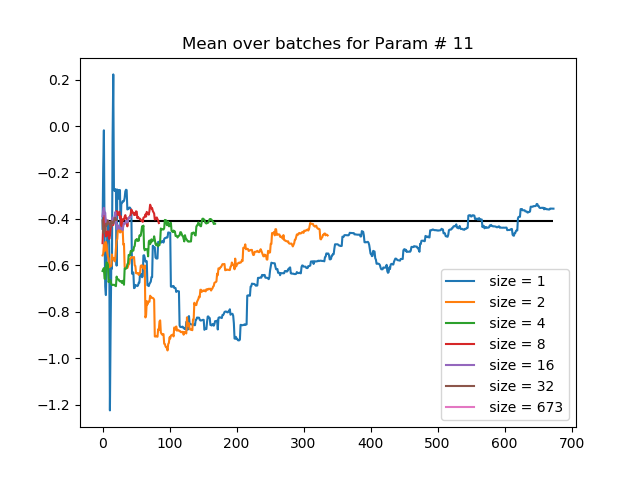 Mean over batches for Param # 11
0.2
0.0
−0.2
−0.4
−0.6
−0.8
−1.0
−1.2
0 100 200 300 400 500 600 700
size = 1
size = 2
size = 4
size = 8
size = 16
size = 32
size = 673